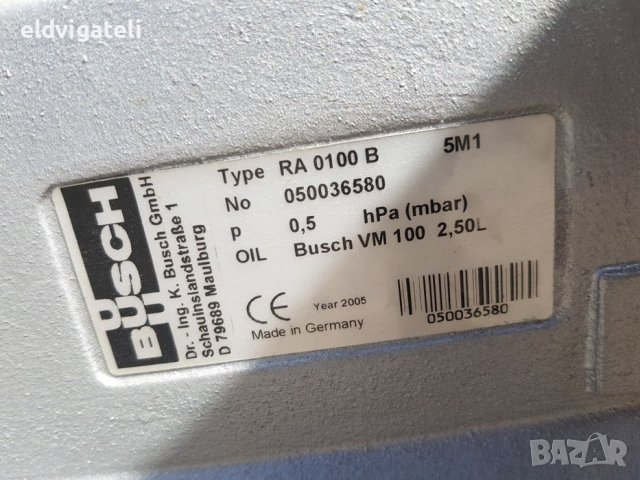 eldvigateli
BUSCH
Dr. - Ing. K. Busch GmbH
Schauinslandstraße 1
D 79689 Maulburg
Type RA 0100 B 5M1
No 050036580
p 0,5 hPa (mbar)
OIL Busch VM 100 2,50L
CE Year 2005
Made in Germany
050036580
BAZAR